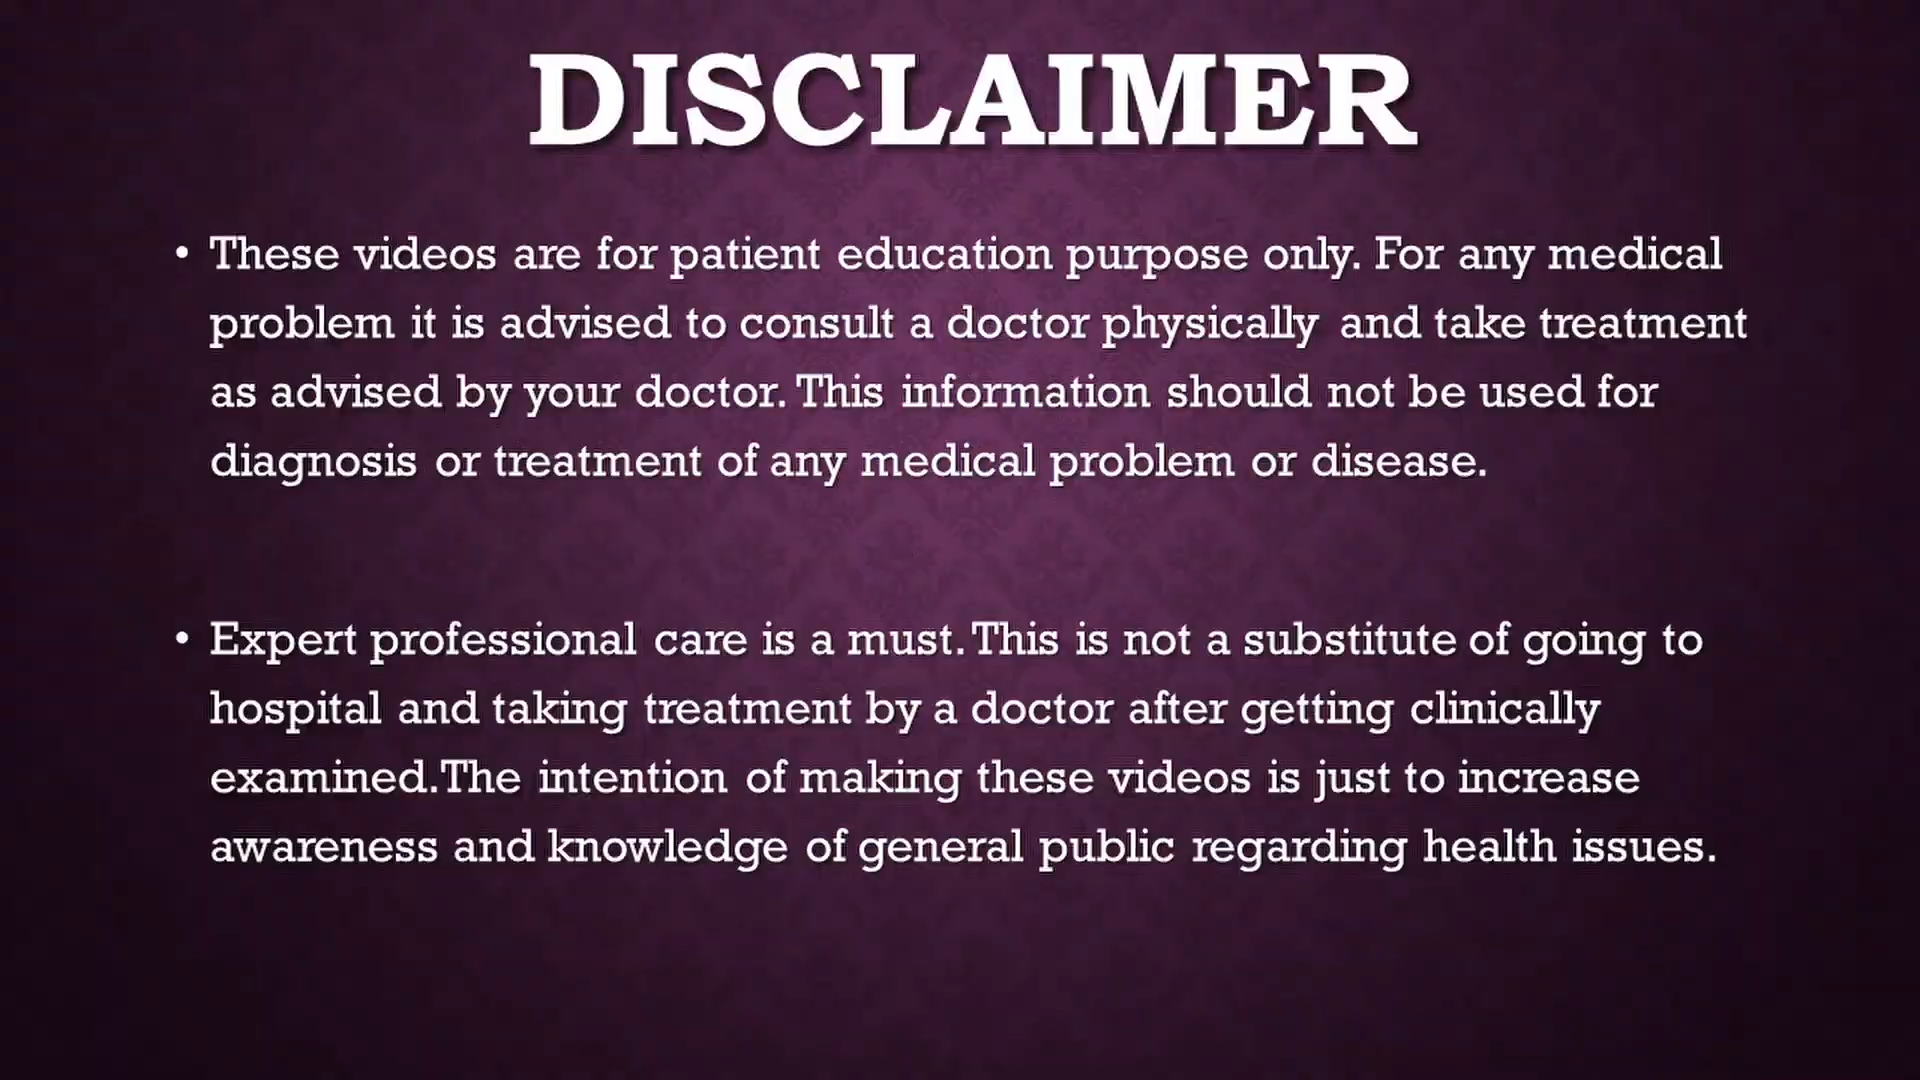 DISCLAIMER
• These videos are for patient education purpose only. For any medical
problem it is advised to consult a doctor physically and take treatment
as advised by your doctor. This information should not be used for
diagnosis or treatment of any medical problem or disease.
• Expert professional care is a must. This is not a substitute of going to
hospital and taking treatment by a doctor after getting clinically
examined.The intention of making these videos is just to increase
awareness and knowledge of general public regarding health issues.